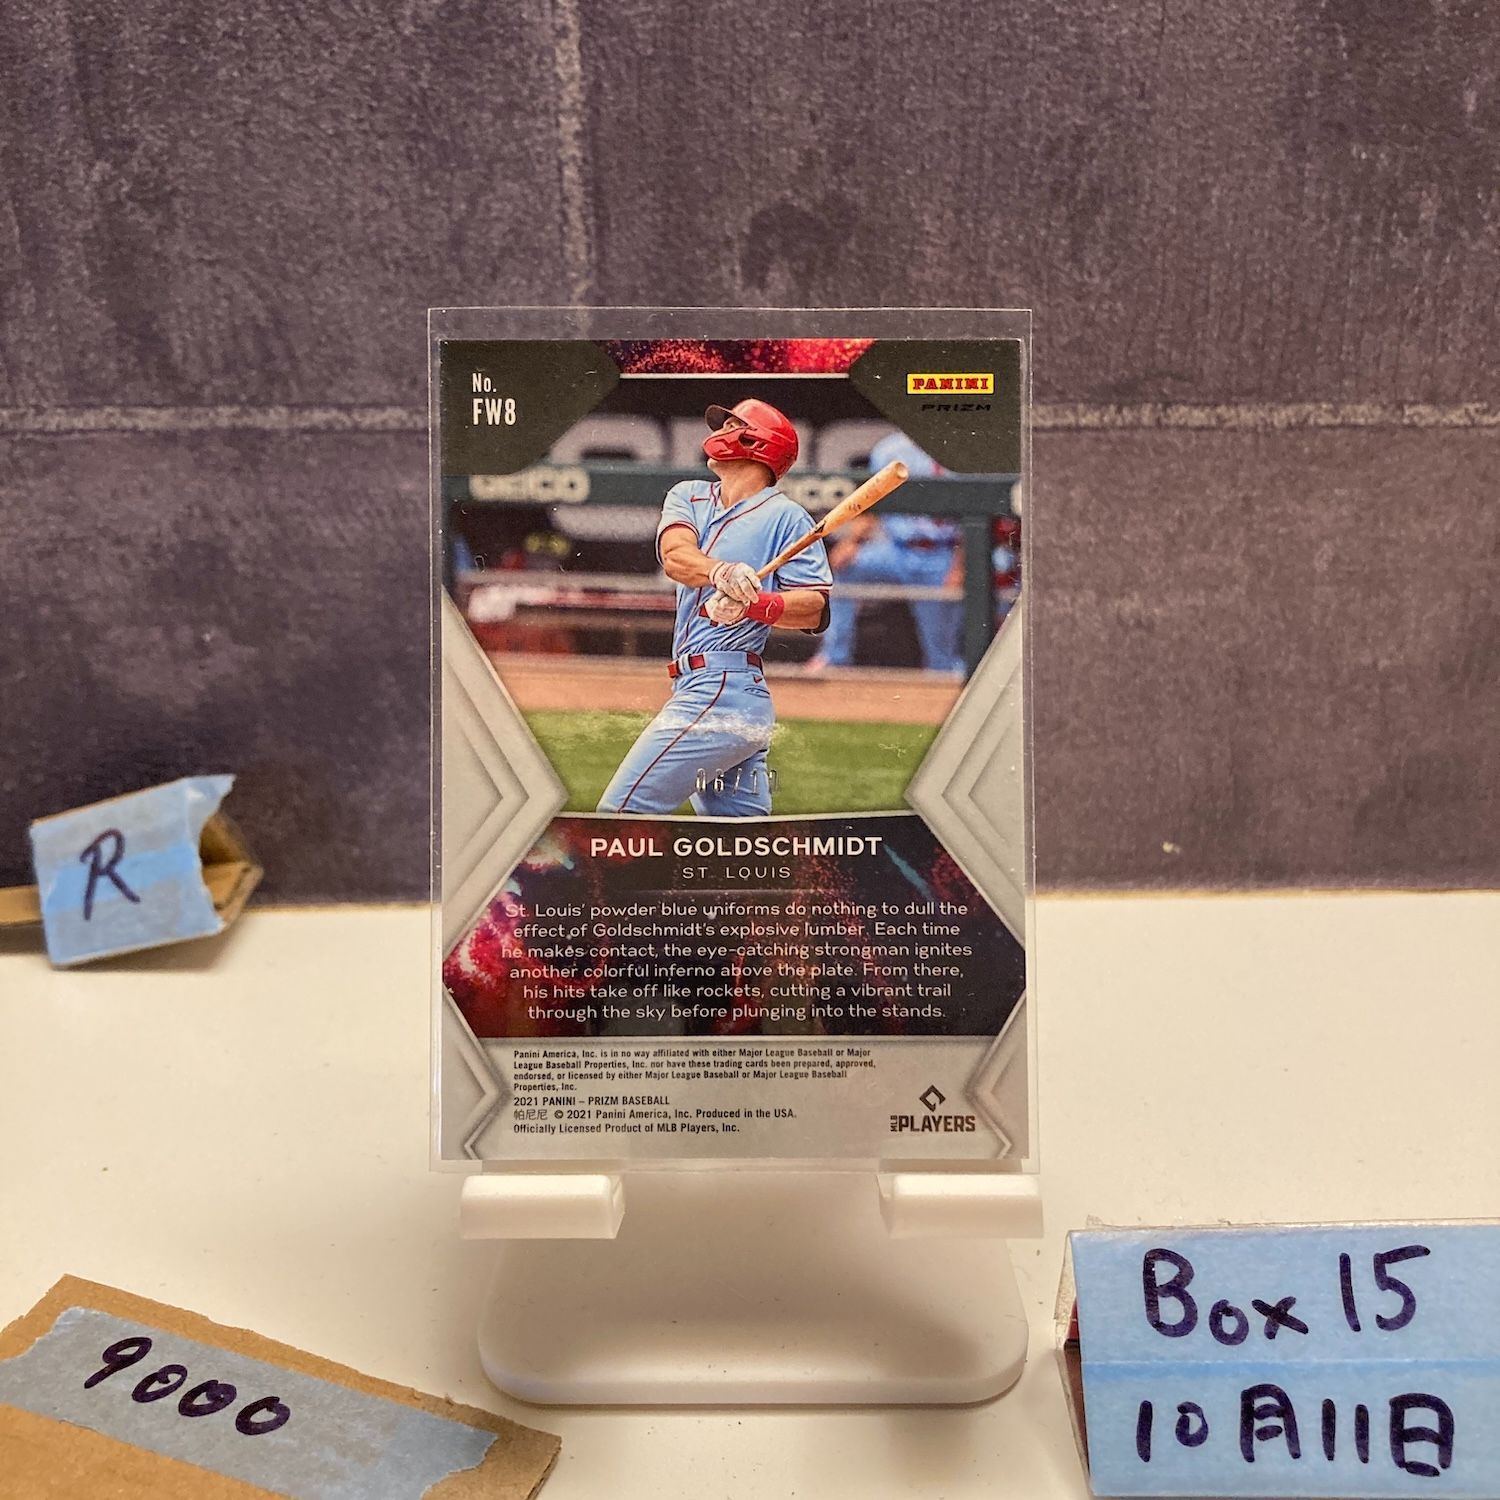 No.
FW8
PANINI
PRIZM
GEICO
06/10
PAUL GOLDSCHMIDT
ST. LOUIS
St. Louis' powder blue uniforms do nothing to dull the
effect of Goldschmidt's explosive lumber. Each time
he makes contact, the eye-catching strongman ignites
another colorful inferno above the plate. From there,
his hits take off like rockets, cutting a vibrant trail
through the sky before plunging into the stands.
Panini America, Inc. is in no way affiliated with either Major League Baseball or Major
League Baseball Properties, Inc. nor have these trading cards been prepared, approved,
endorsed, or licensed by either Major League Baseball or Major League Baseball
Properties, Inc.
2021 PANINI – PRIZM BASEBALL
帕尼尼 © 2021 Panini America, Inc. Produced in the USA.
Officially Licensed Product of MLB Players, Inc.
MLB PLAYERS
R
9000
Box 15
10月11日